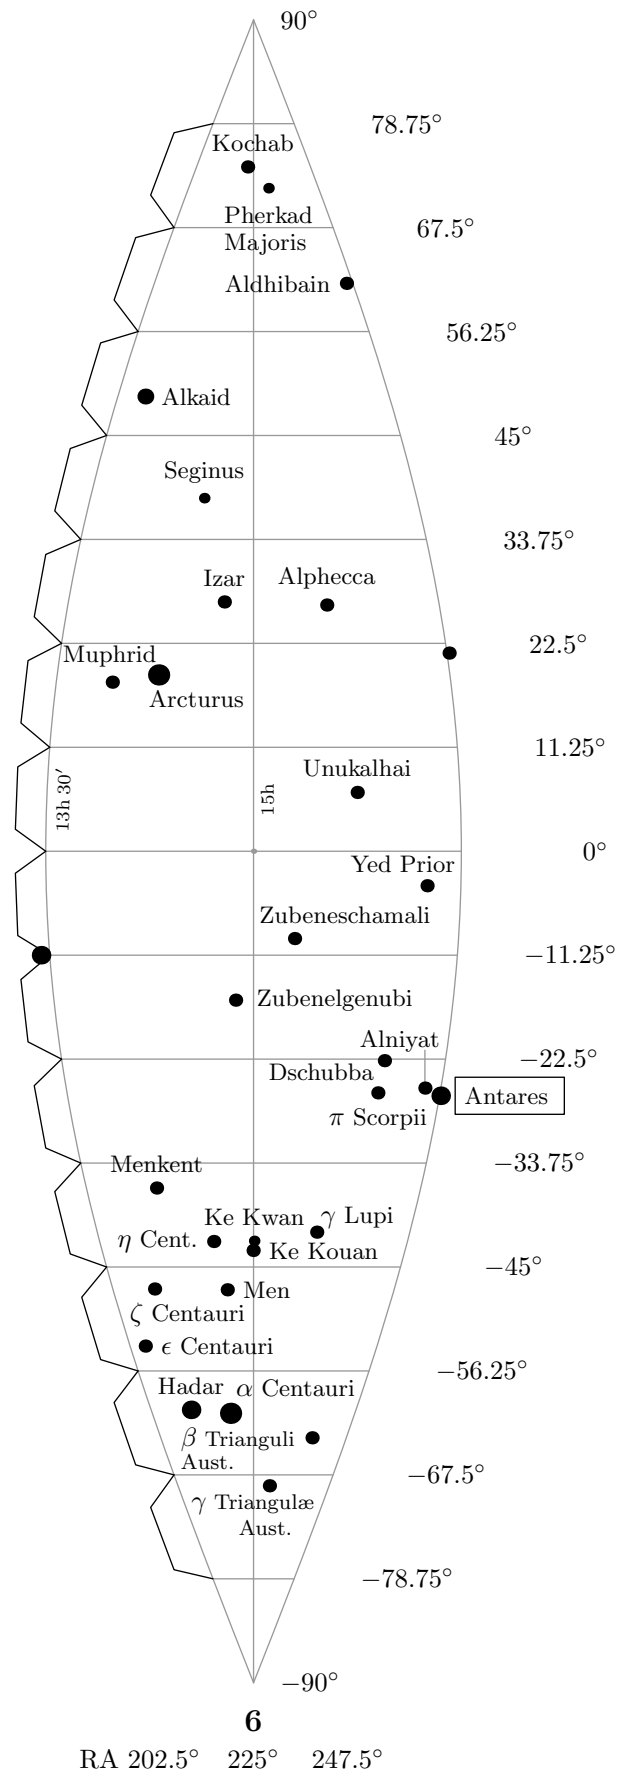 90°
78.75°
Kochab
Pherkad
Majoris
67.5°
Aldhibain
56.25°
Alkaid
45°
Seginus
33.75°
Izar
Alphecca
22.5°
Muphrid
Arcturus
11.25°
Unukalhai
13h 30′
15h
0°
Yed Prior
Zubeneschamali
−11.25°
Zubenelgenubi
Alniyat
−22.5°
Dschubba
Antares
π Scorpii
−33.75°
Menkent
Ke Kwan
γ Lupi
η Cent.
Ke Kouan
−45°
Men
ζ Centauri
ϵ Centauri
−56.25°
Hadar
α Centauri
β Trianguli
Aust.
−67.5°
γ Triangulæ
Aust.
−78.75°
−90°
6
RA 202.5° 225° 247.5°